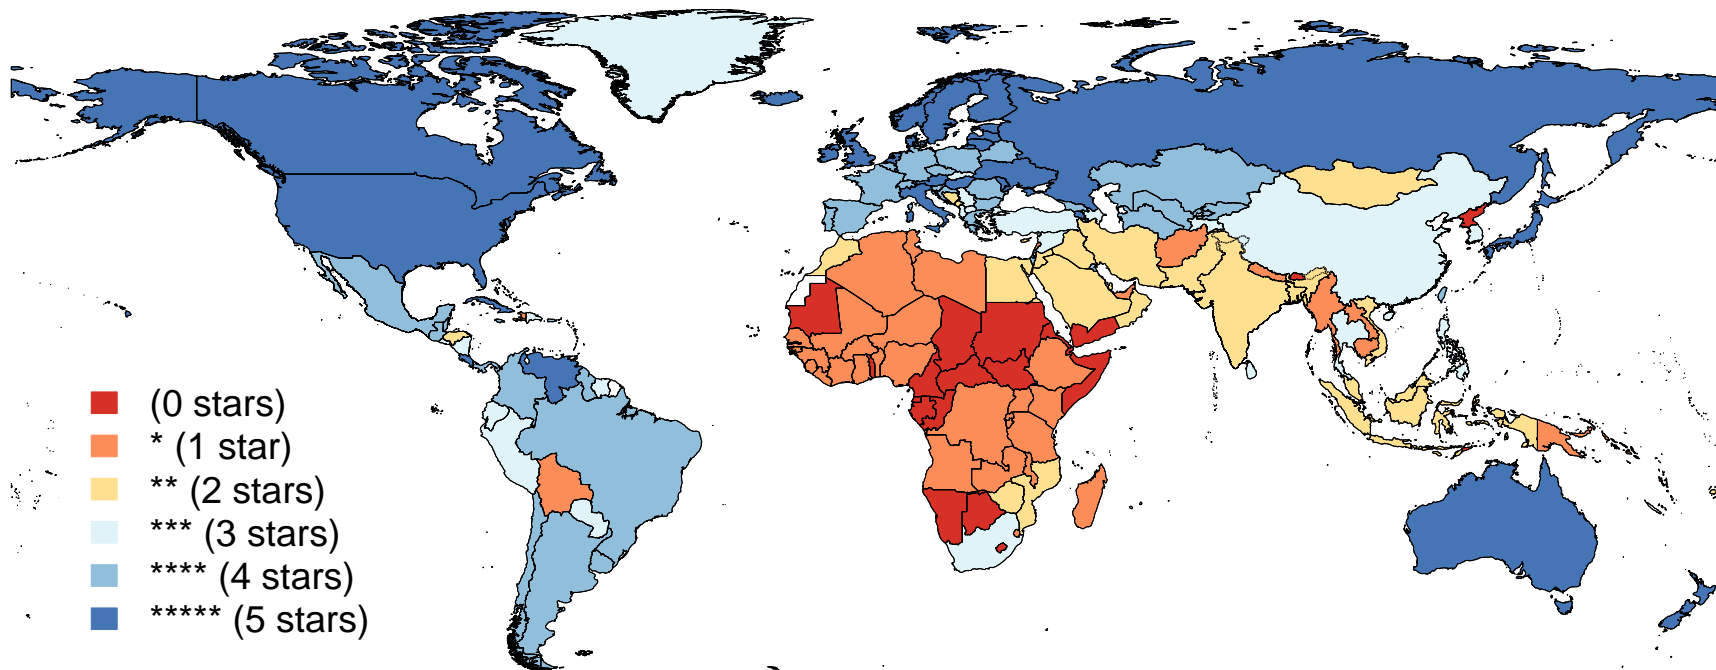 (0 stars)
* (1 star)
** (2 stars)
*** (3 stars)
**** (4 stars)
***** (5 stars)